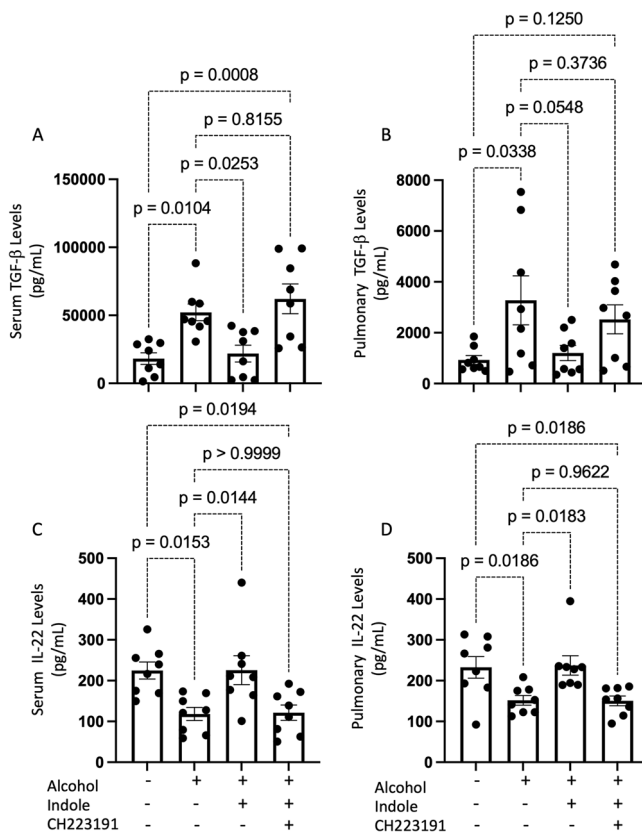 A
p = 0.0008
p = 0.8155
p = 0.0253
p = 0.0104
Serum TGF-β Levels
(pg/mL)
150000
100000
50000
0
B
p = 0.1250
p = 0.3736
p = 0.0548
p = 0.0338
Pulmonary TGF-β Levels
(pg/mL)
8000
6000
4000
2000
0
C
p = 0.0194
p > 0.9999
p = 0.0144
p = 0.0153
Serum IL-22 Levels
(pg/mL)
500
400
300
200
100
0
Alcohol - + + +
Indole - - + +
CH223191 - - - +
D
p = 0.0186
p = 0.9622
p = 0.0183
p = 0.0186
Pulmonary IL-22 Levels
(pg/mL)
500
400
300
200
100
0
Alcohol - + + +
Indole - - + +
CH223191 - - - +